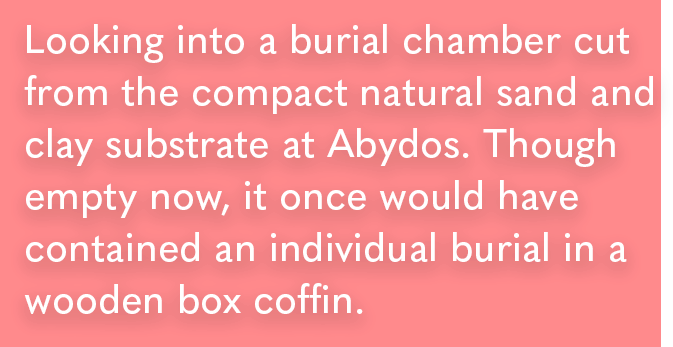 Looking into a burial chamber cut
from the compact natural sand and
clay substrate at Abydos. Though
empty now, it once would have
contained an individual burial in a
wooden box coffin.